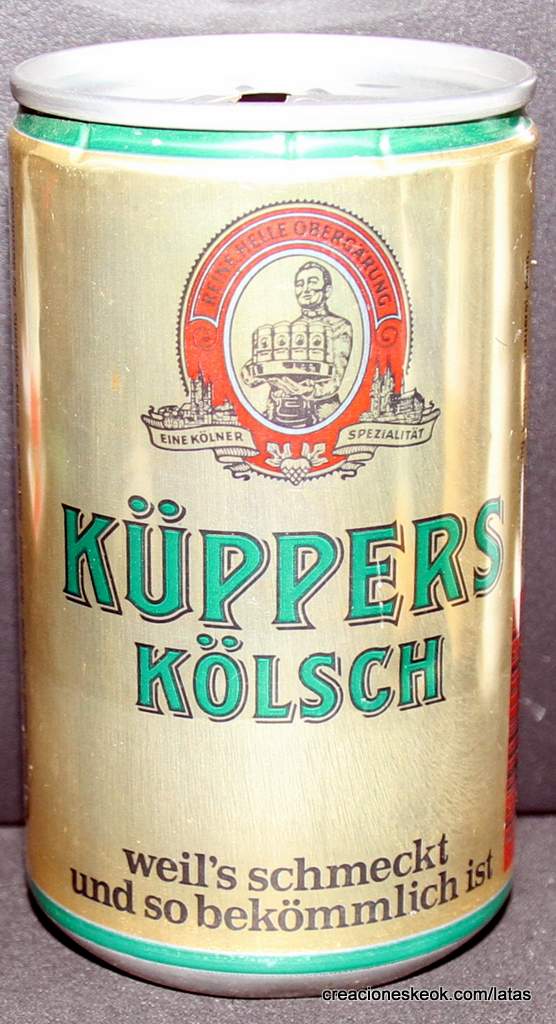 REINE HELLE OBERGÄRUNG
EINE KÖLNER SPEZIALITÄT
KÜPPERS
KÖLSCH
weil's schmeckt
und so bekömmlich ist
creacioneskeok.com/latas